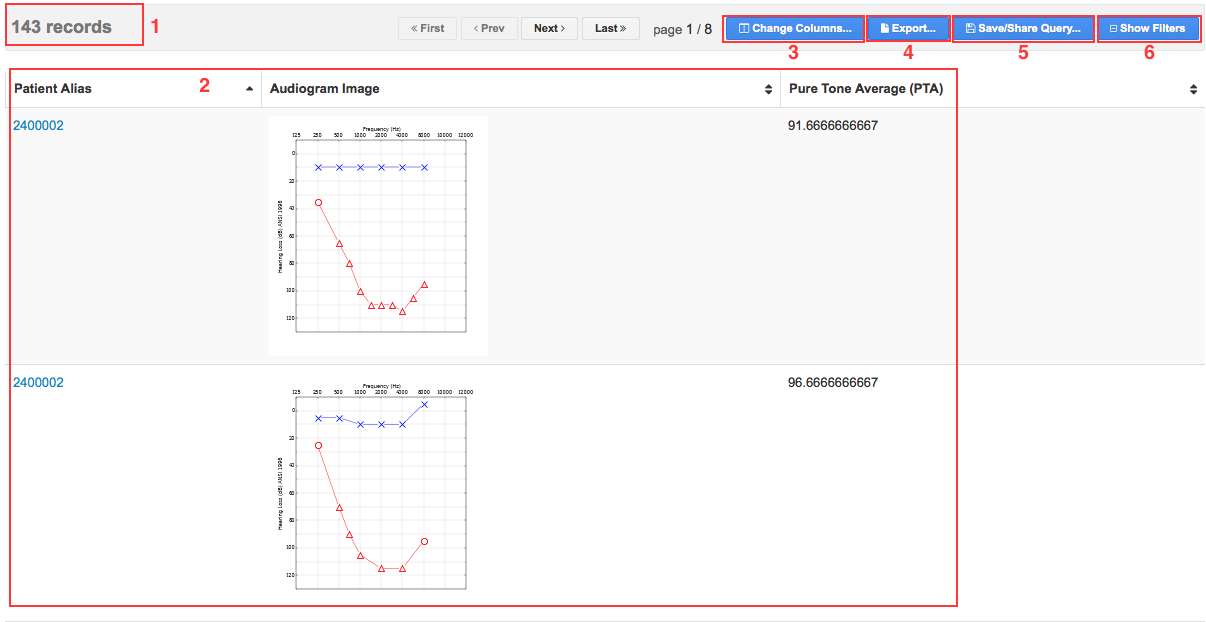 143 records 1
« First ‹ Prev Next › Last » page 1 / 8 Change Columns... Export... Save/Share Query... Show Filters
3 4 5 6
Patient Alias 2 Audiogram Image Pure Tone Average (PTA)
2400002 91.6666666667
Frequency (Hz)
125 250 500 1000 2000 4000 8000 10000 12000
0
20
40
60
80
100
120
Hearing Loss (dB) ANSI 1996
2400002 96.6666666667
Frequency (Hz)
125 250 500 1000 2000 4000 8000 10000 12000
0
20
40
60
80
100
120
Hearing Loss (dB) ANSI 1996